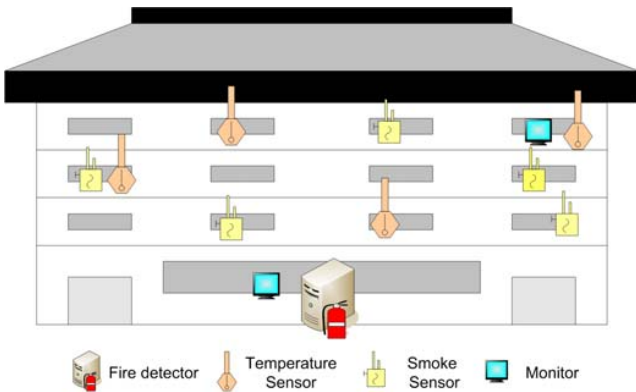 Fire detector
Temperature
Sensor
Smoke
Sensor
Monitor